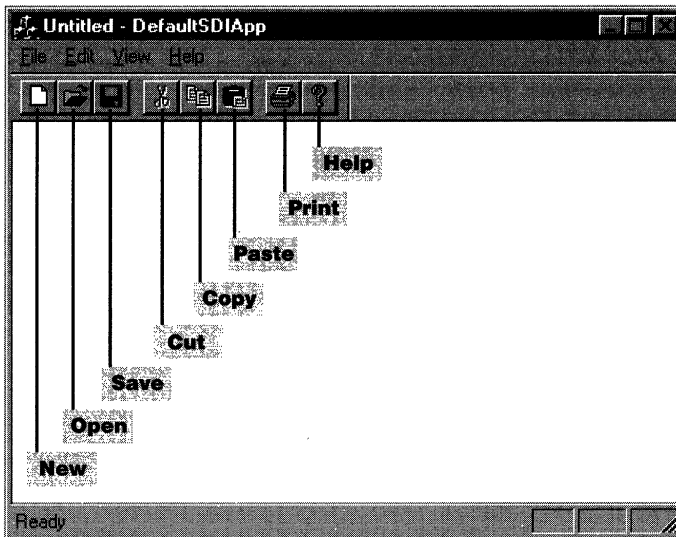 Untitled - DefaultSDIApp
File Edit View Help
Help
Print
Paste
Copy
Cut
Save
Open
New
Ready